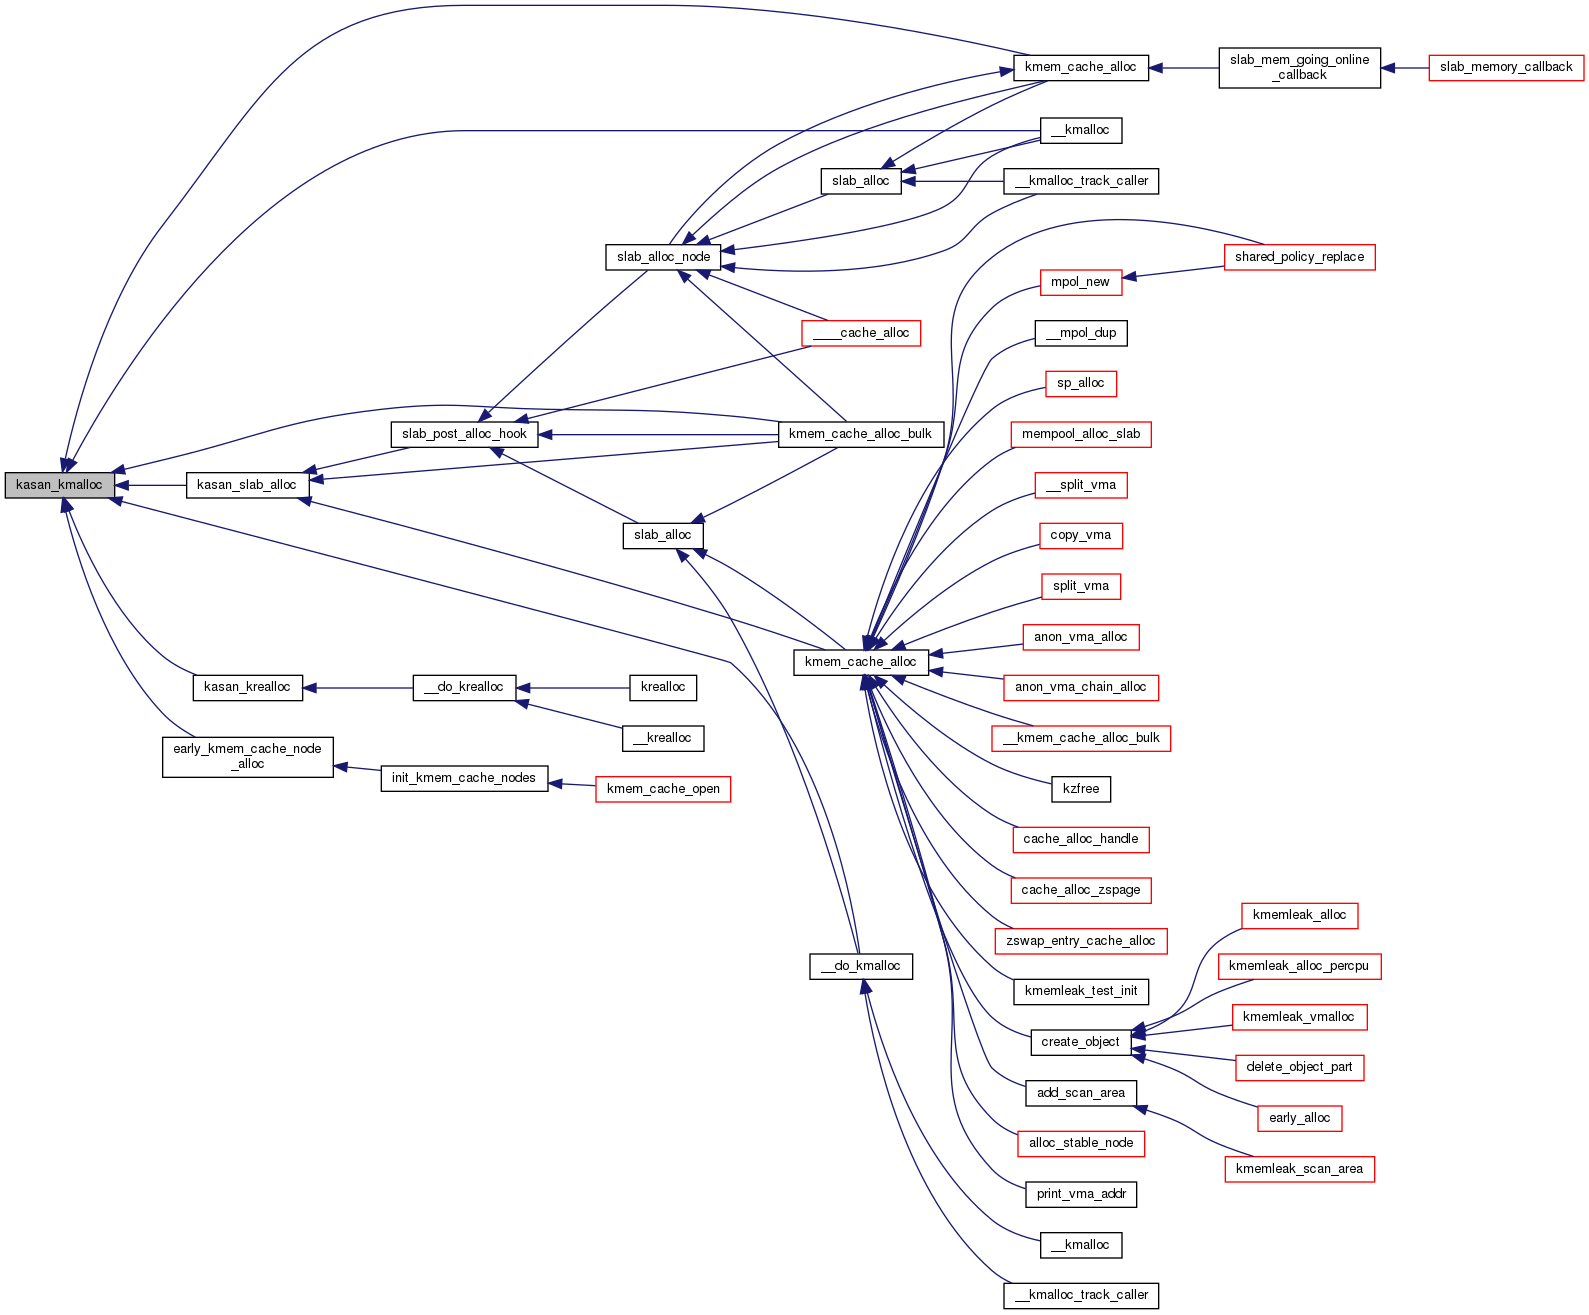 kmem_cache_alloc
slab_mem_going_online
_callback
slab_memory_callback
__kmalloc
slab_alloc
__kmalloc_track_caller
slab_alloc_node
shared_policy_replace
mpol_new
____cache_alloc
__mpol_dup
sp_alloc
slab_post_alloc_hook
kmem_cache_alloc_bulk
mempool_alloc_slab
kasan_kmalloc
kasan_slab_alloc
__split_vma
slab_alloc
copy_vma
split_vma
anon_vma_alloc
kmem_cache_alloc
kasan_krealloc
__do_krealloc
krealloc
anon_vma_chain_alloc
__krealloc
__kmem_cache_alloc_bulk
early_kmem_cache_node
_alloc
init_kmem_cache_nodes
kmem_cache_open
kzfree
cache_alloc_handle
cache_alloc_zspage
kmemleak_alloc
zswap_entry_cache_alloc
__do_kmalloc
kmemleak_alloc_percpu
kmemleak_test_init
kmemleak_vmalloc
create_object
delete_object_part
add_scan_area
early_alloc
alloc_stable_node
kmemleak_scan_area
print_vma_addr
__kmalloc
__kmalloc_track_caller